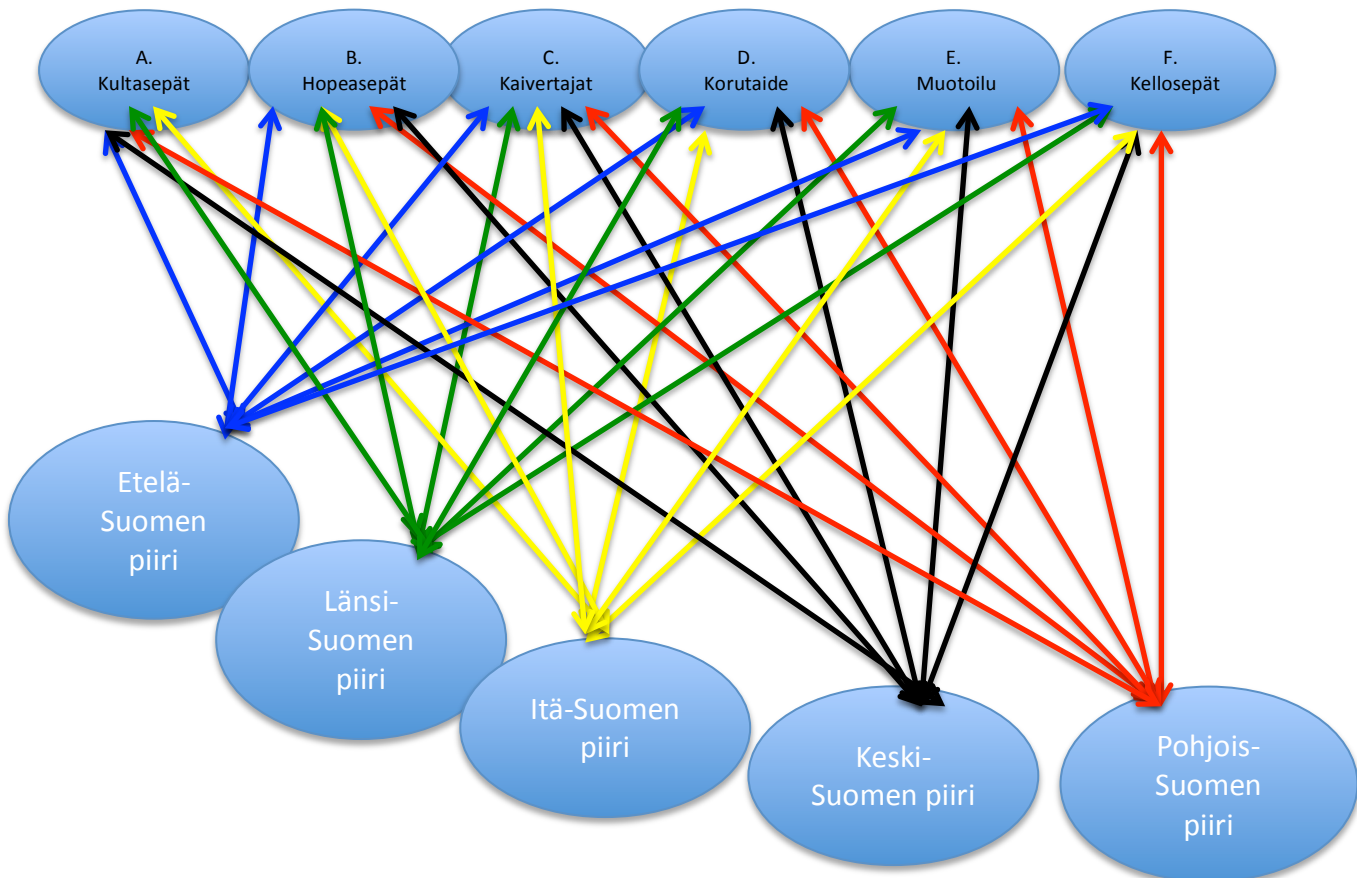 A.
Kultasepät
B.
Hopeasepät
C.
Kaivertajat
D.
Korutaide
E.
Muotoilu
F.
Kellosepät
Etelä-
Suomen
piiri
Länsi-
Suomen
piiri
Itä-Suomen
piiri
Keski-
Suomen piiri
Pohjois-
Suomen
piiri